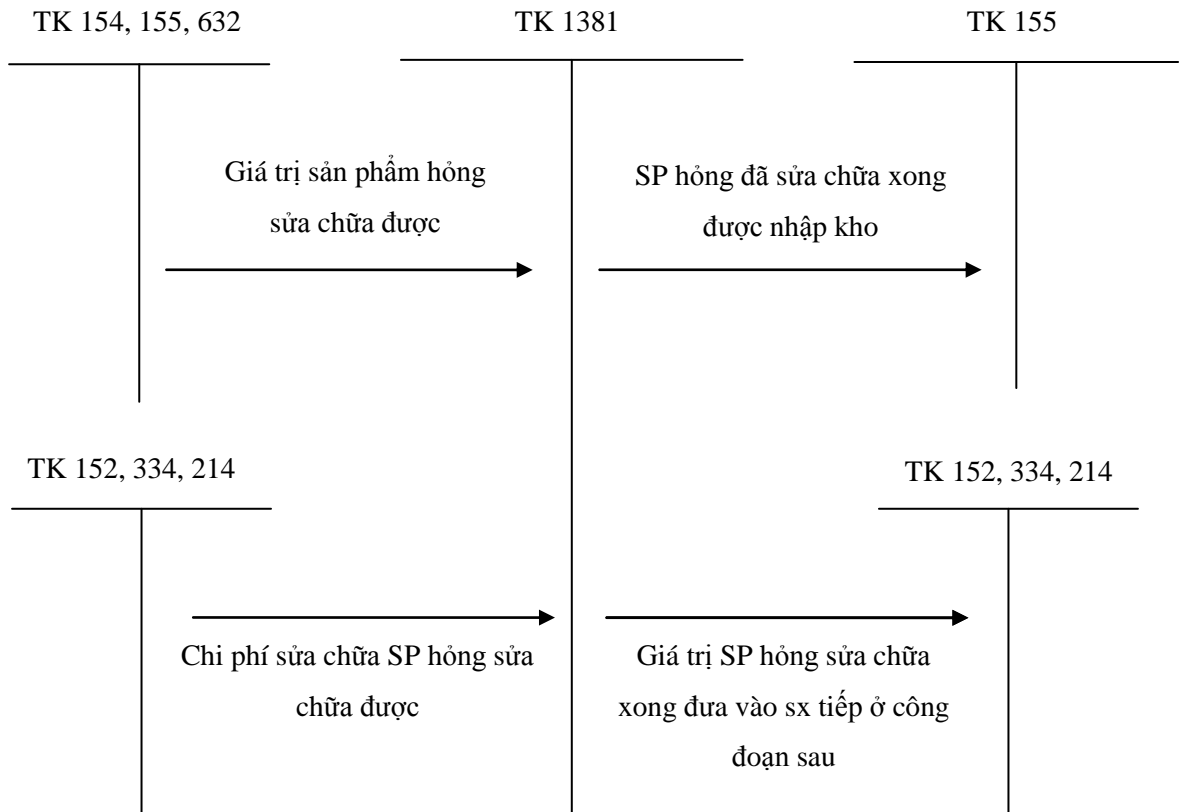 TK 154, 155, 632
TK 1381
TK 155
Giá trị sản phẩm hỏng
sửa chữa được
SP hỏng đã sửa chữa xong
được nhập kho
TK 152, 334, 214
TK 152, 334, 214
Chi phí sửa chữa SP hỏng sửa
chữa được
Giá trị SP hỏng sửa chữa
xong đưa vào sx tiếp ở công
đoạn sau